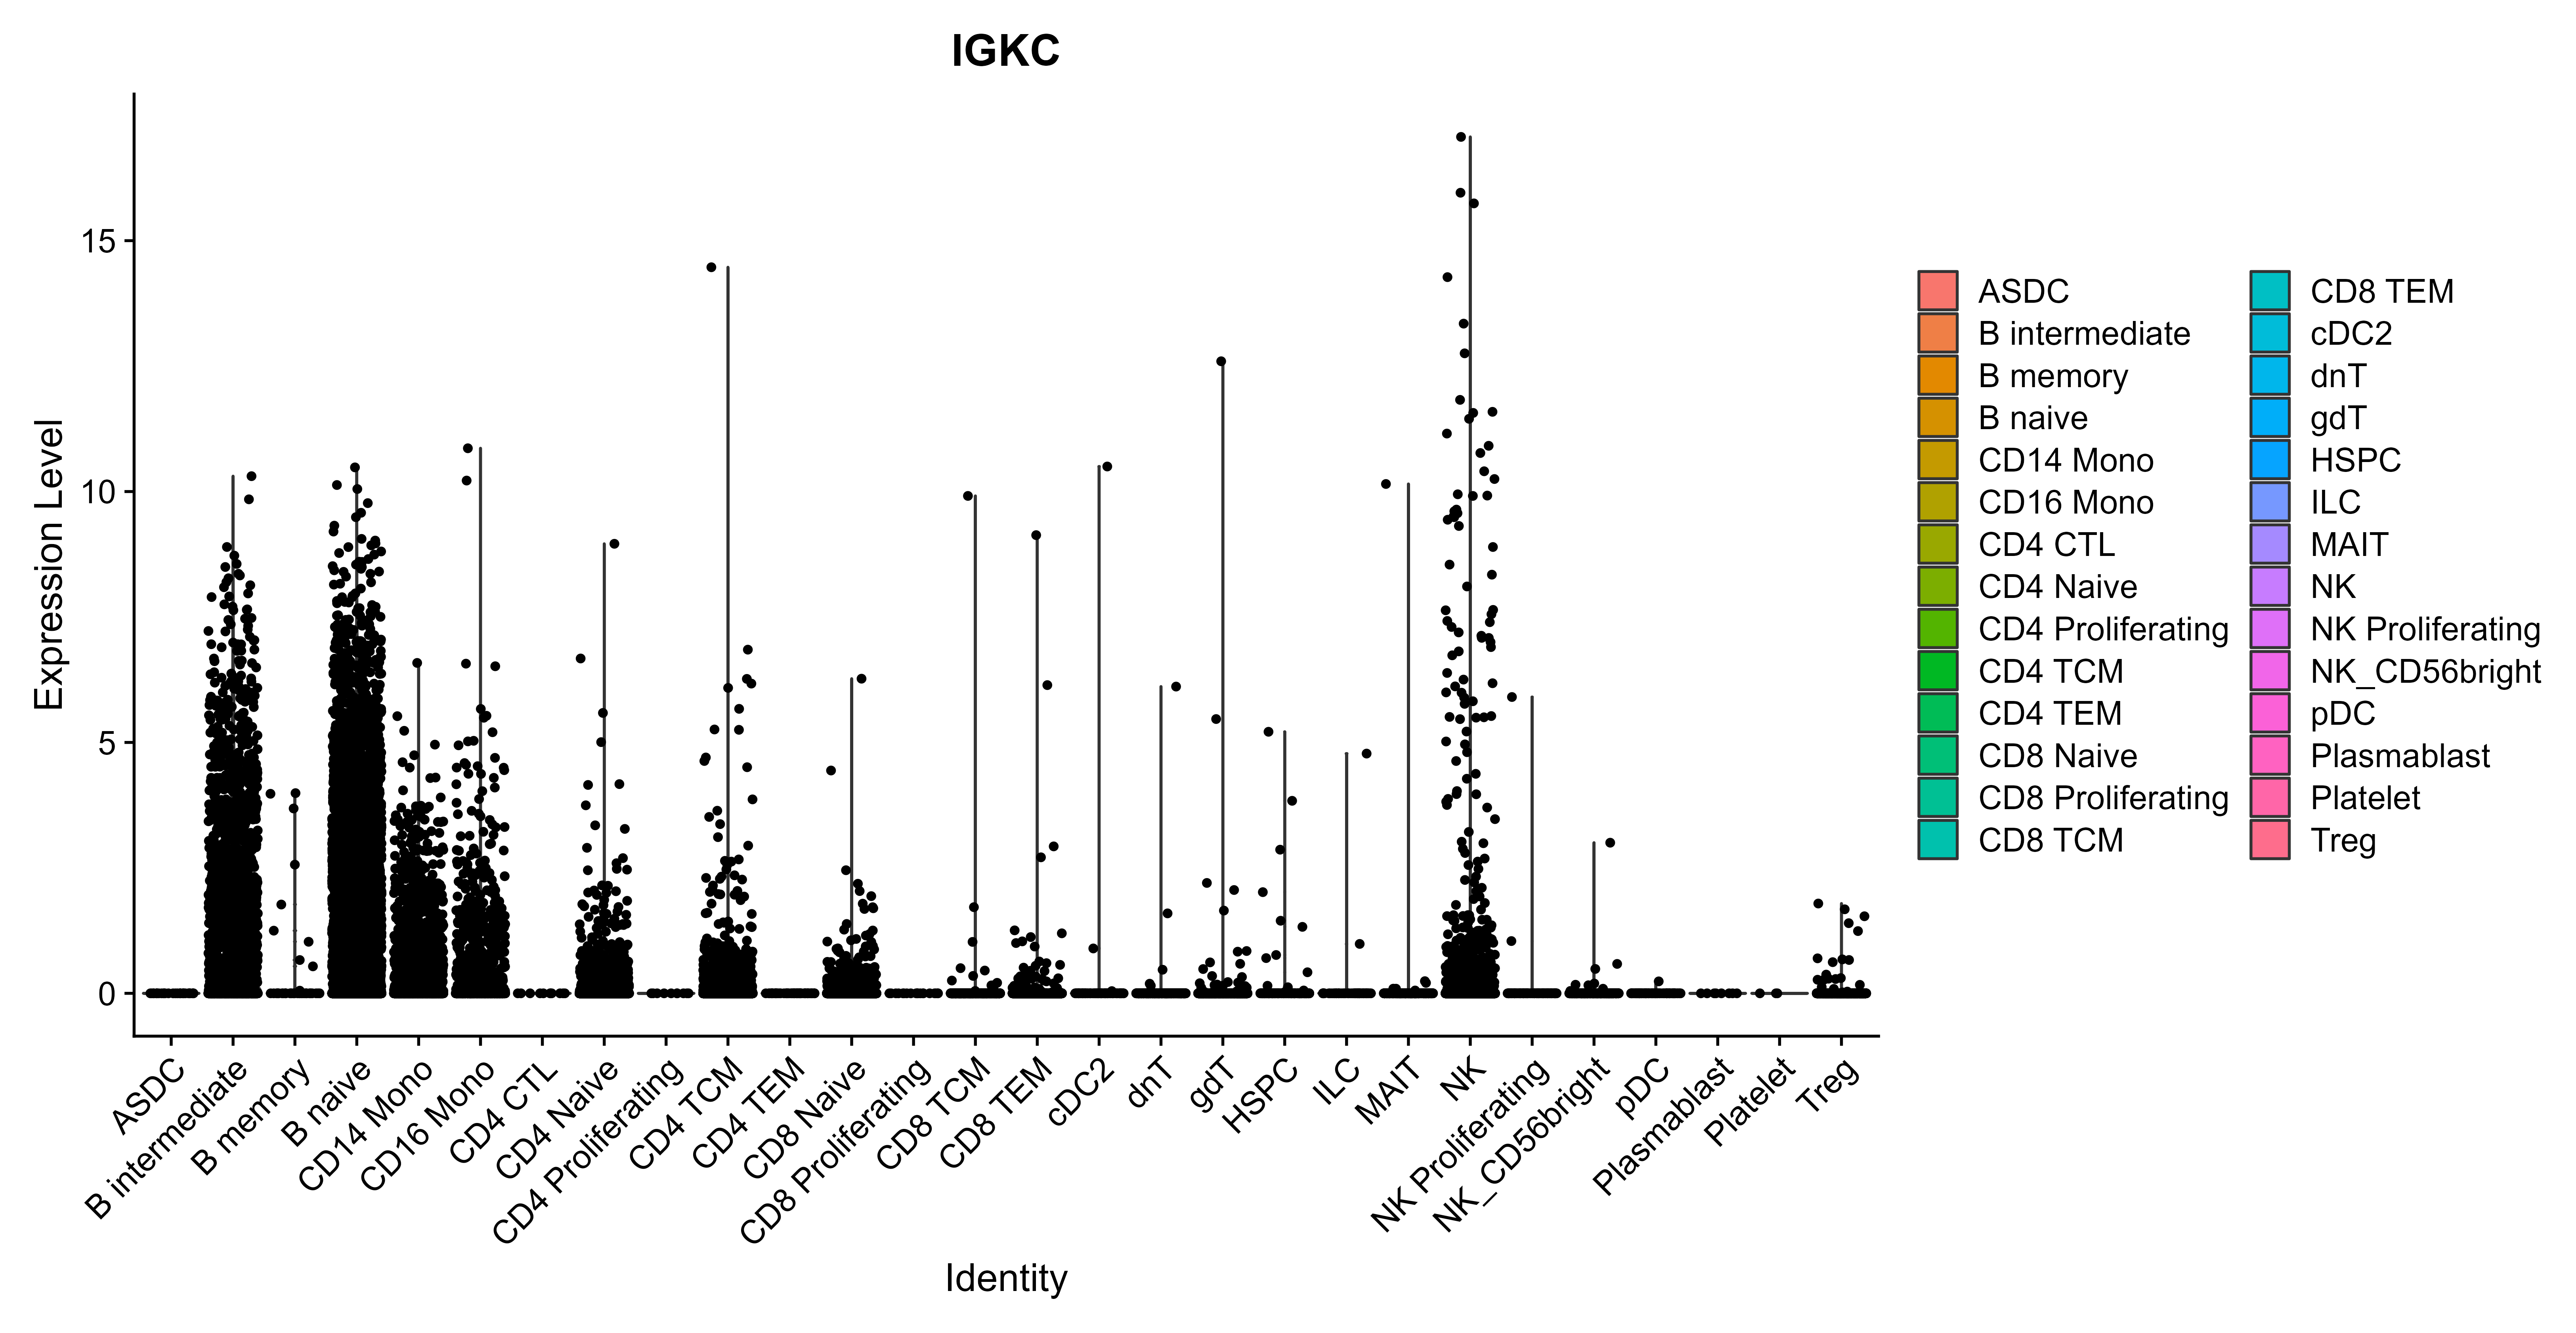 IGKC
Expression Level
15
10
5
0
ASDC
B intermediate
B memory
B naive
CD14 Mono
CD16 Mono
CD4 CTL
CD4 Naive
CD4 Proliferating
CD4 TCM
CD4 TEM
CD8 Naive
CD8 Proliferating
CD8 TCM
CD8 TEM
cDC2
dnT
gdT
HSPC
ILC
MAIT
NK
NK Proliferating
NK_CD56bright
pDC
Plasmablast
Platelet
Treg
Identity
ASDC
B intermediate
B memory
B naive
CD14 Mono
CD16 Mono
CD4 CTL
CD4 Naive
CD4 Proliferating
CD4 TCM
CD4 TEM
CD8 Naive
CD8 Proliferating
CD8 TCM
CD8 TEM
cDC2
dnT
gdT
HSPC
ILC
MAIT
NK
NK Proliferating
NK_CD56bright
pDC
Plasmablast
Platelet
Treg